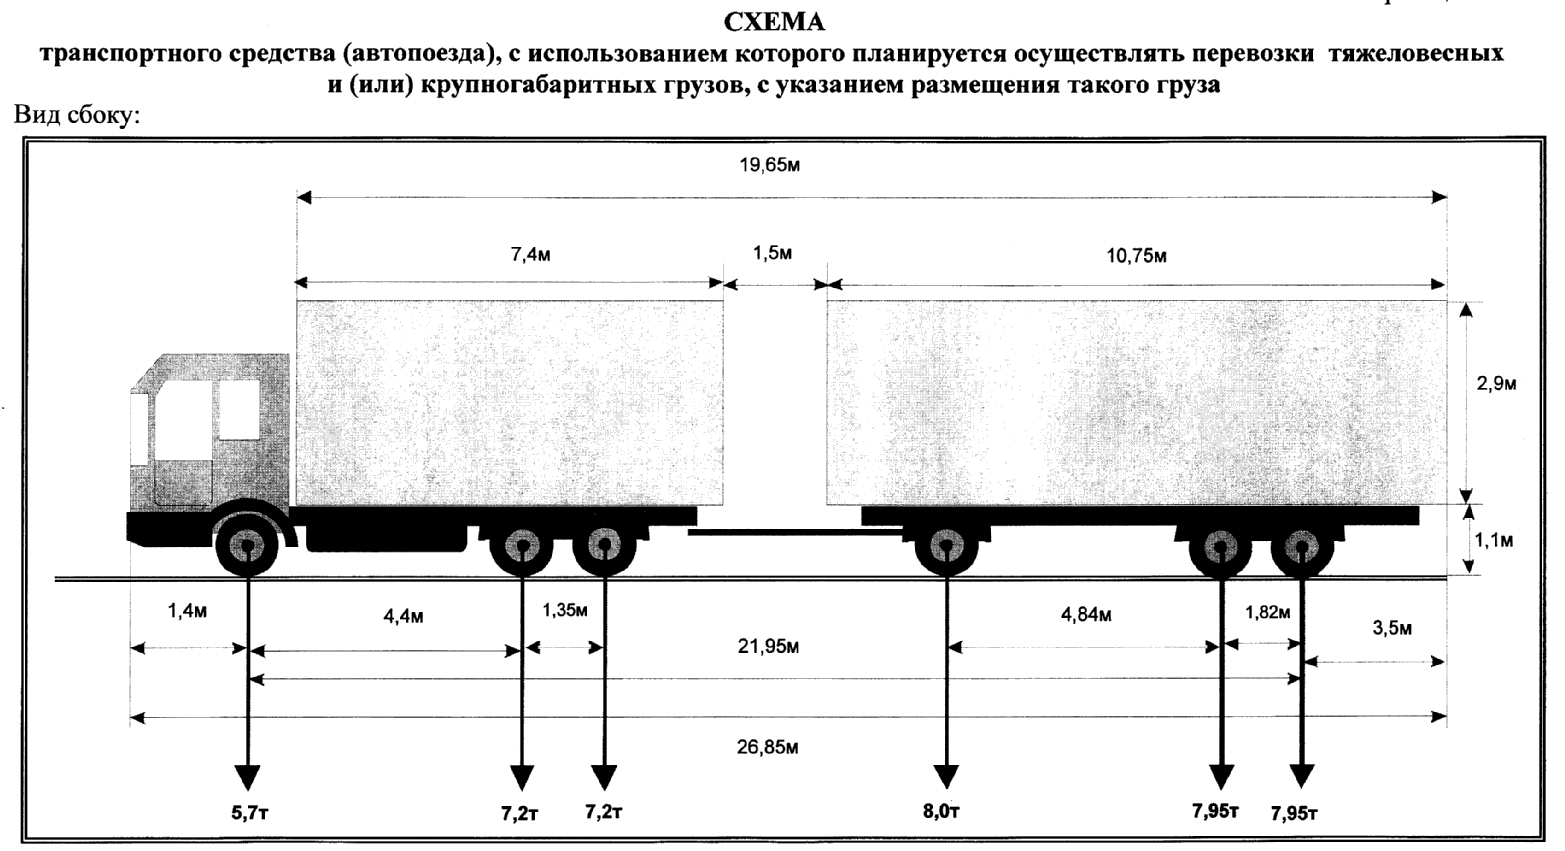 СХЕМА
транспортного средства (автопоезда), с использованием которого планируется осуществлять перевозки тяжеловесных
и (или) крупногабаритных грузов, с указанием размещения такого груза
Вид сбоку:
19,65м
7,4м 1,5м 10,75м
2,9м
1,1м
1,4м 4,4м 1,35м 4,84м 1,82м 3,5м
21,95м
26,85м
5,7т 7,2т 7,2т 8,0т 7,95т 7,95т